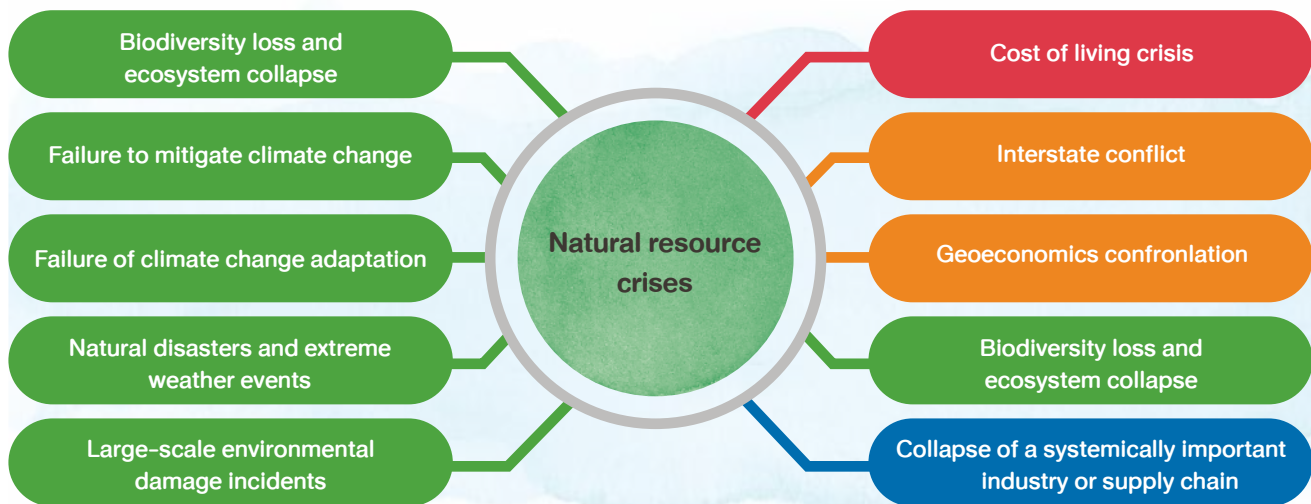 Biodiversity loss and
ecosystem collapse
Failure to mitigate climate change
Failure of climate change adaptation
Natural disasters and extreme
weather events
Large-scale environmental
damage incidents
Natural resource
crises
Cost of living crisis
Interstate conflict
Geoeconomics confronlation
Biodiversity loss and
ecosystem collapse
Collapse of a systemically important
industry or supply chain